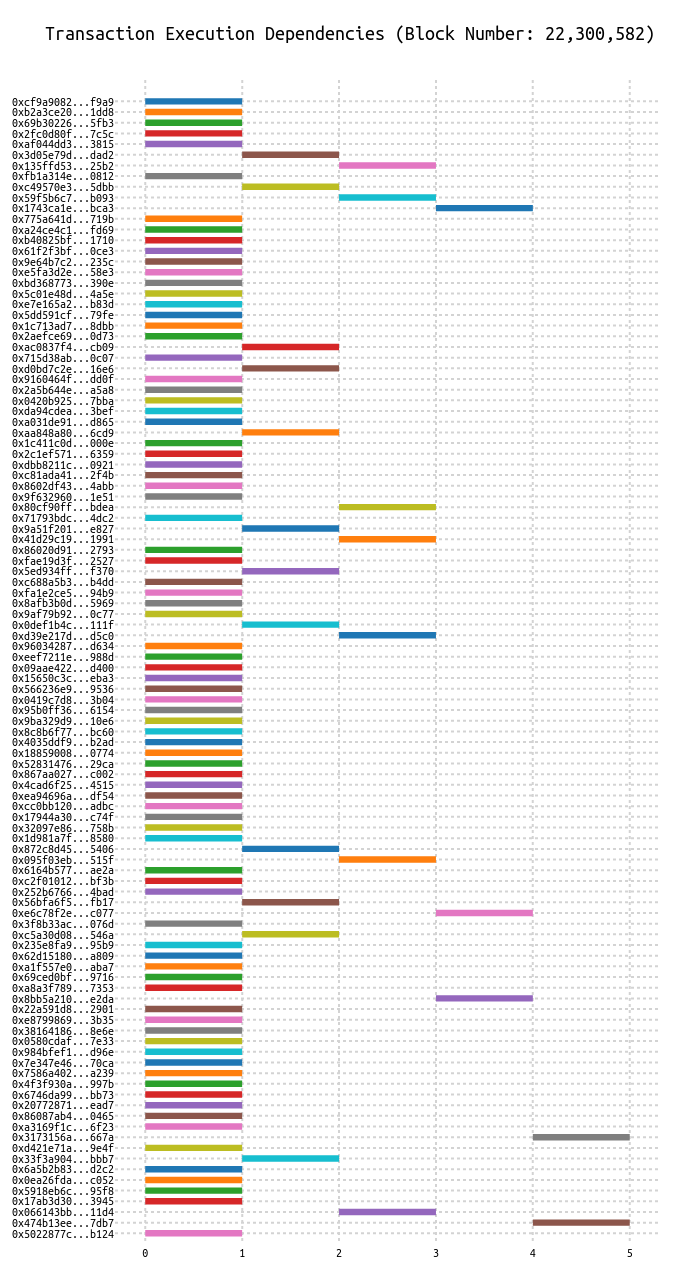 Transaction Execution Dependencies (Block Number: 22,300,582)
0xcf9a9082...f9a9
0xb2a3ce20...1dd8
0x69b30226...5fb3
0x2fc0d80f...7c5c
0xaf044dd3...3815
0x3d05e79d...dad2
0x135ffd53...25b2
0xfb1a314e...0812
0xc49570e3...5dbb
0x59f5b6c7...b093
0x1743ca1e...bca3
0x775a641d...719b
0xa24ce4c1...fd69
0xb40825bf...1710
0x61f2f3bf...0ce3
0x9e64b7c2...235c
0xe5fa3d2e...58e3
0xbd368773...390e
0x5c01e48d...4a5e
0xe7e165a2...b83d
0x5dd591cf...79fe
0x1c713ad7...8dbb
0x2aefce69...0d73
0xac0837f4...cb09
0x715d38ab...0c07
0xd0bd7c2e...16e6
0x9160464f...dd0f
0x2a5b644e...a5a8
0x0420b925...7bba
0xda94cdea...3bef
0xa031de91...d865
0xaa848a80...6cd9
0x1c411c0d...000e
0x2c1ef571...6359
0xdbb8211c...0921
0xc81ada41...2f4b
0x8602df43...4abb
0x9f632960...1e51
0x80cf90ff...bdea
0x71793bdc...4dc2
0x9a51f201...e827
0x41d29c19...1991
0x86020d91...2793
0xfae19d3f...2527
0x5ed934ff...f370
0xc688a5b3...b4dd
0xfa1e2ce5...94b9
0x8afb3b0d...5969
0x9af79b92...0c77
0x0def1b4c...111f
0xd39e217d...d5c0
0x96034287...d634
0xeef7211e...988d
0x09aae422...d400
0x15650c3c...eba3
0x566236e9...9536
0x0419c7d8...3b04
0x95b0ff36...6154
0x9ba329d9...10e6
0x8c8b6f77...bc60
0x4035ddf9...b2ad
0x18859008...0774
0x52831476...29ca
0x867aa027...c002
0x4cad6f25...4515
0xea94696a...df54
0xcc0bb120...adbc
0x17944a30...c74f
0x32097e86...758b
0x1d981a7f...8580
0x872c8d45...5406
0x095f03eb...515f
0x6164b577...ae2a
0xc2f01012...bf3b
0x252b6766...4bad
0x56bfa6f5...fb17
0xe6c78f2e...c077
0x3f8b33ac...076d
0xc5a30d08...546a
0x235e8fa9...95b9
0x62d15180...a809
0xa1f557e0...aba7
0x69ced0bf...9716
0xa8a3f789...7353
0x8bb5a210...e2da
0x22a591d8...2901
0xe8799869...3b35
0x38164186...8e6e
0x0580cdaf...7e33
0x984bfef1...d96e
0x7e347e46...70ca
0x7586a402...a239
0x4f3f930a...997b
0x6746da99...bb73
0x20772871...ead7
0x86087ab4...0465
0xa3169f1c...6f23
0x3173156a...667a
0xd421e71a...9e4f
0x33f3a904...bbb7
0x6a5b2b83...d2c2
0x0ea26fda...c052
0x5918eb6c...95f8
0x17ab3d30...3945
0x066143bb...11d4
0x474b13ee...7db7
0x5022877c...b124
0 1 2 3 4 5